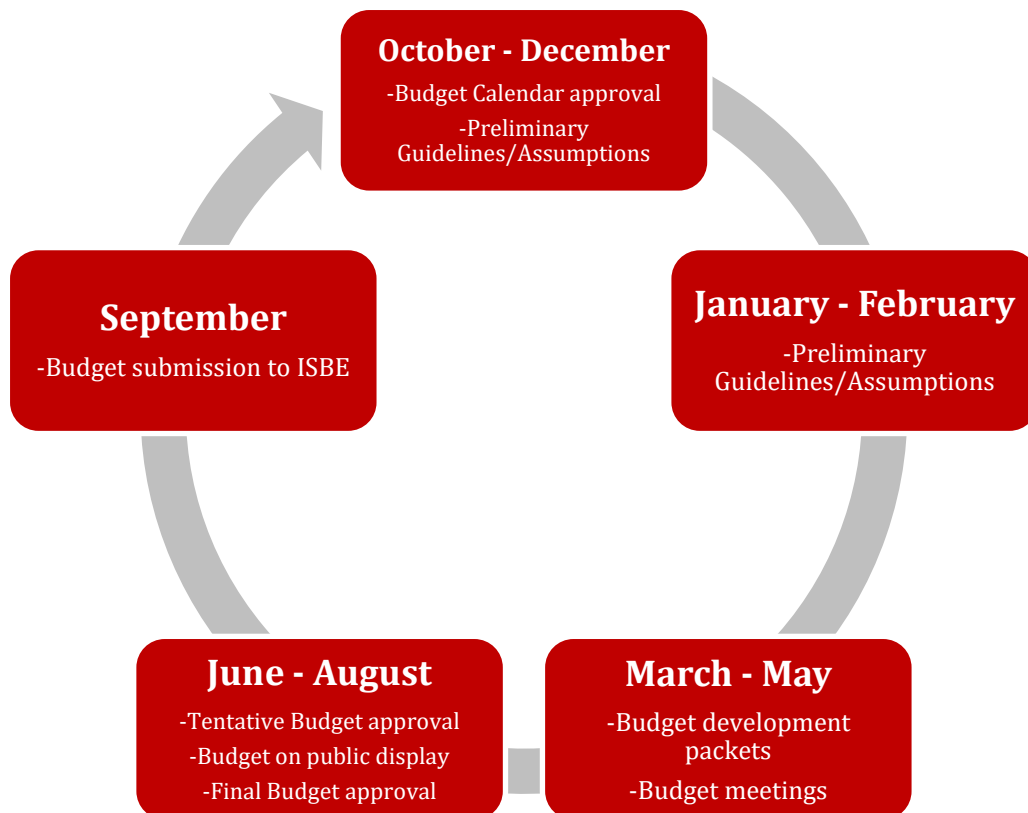 October - December
-Budget Calendar approval
-Preliminary
Guidelines/Assumptions
January - February
-Preliminary
Guidelines/Assumptions
March - May
-Budget development
packets
-Budget meetings
June - August
-Tentative Budget approval
-Budget on public display
-Final Budget approval
September
-Budget submission to ISBE